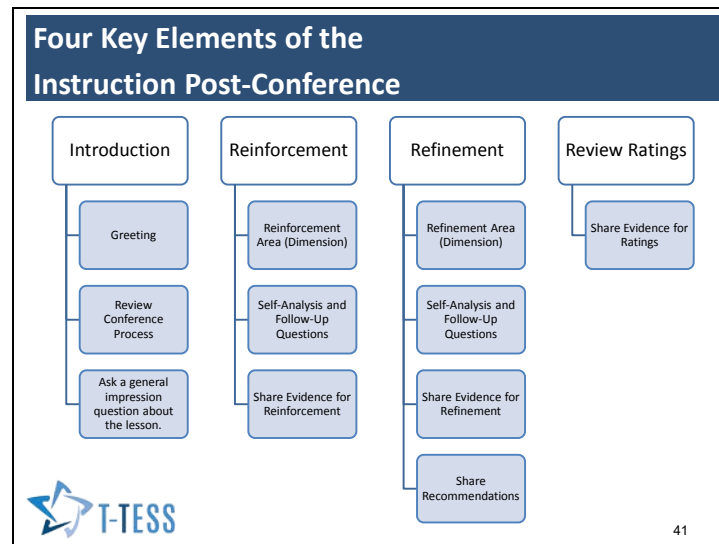 Four Key Elements of the
Instruction Post-Conference
Introduction
Greeting
Review
Conference
Process
Ask a general
impression
question about
the lesson.
Reinforcement
Reinforcement
Area (Dimension)
Self-Analysis and
Follow-Up
Questions
Share Evidence for
Reinforcement
Refinement
Refinement Area
(Dimension)
Self-Analysis and
Follow-Up
Questions
Share Evidence for
Refinement
Share
Recommendations
Review Ratings
Share Evidence for
Ratings
T-TESS
41